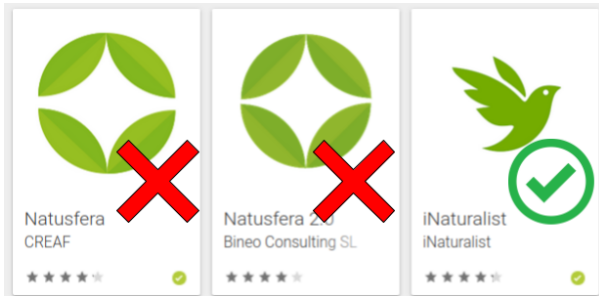 Natusfera
CREAF
Natusfera 2.0
Bineo Consulting SL
iNaturalist
iNaturalist